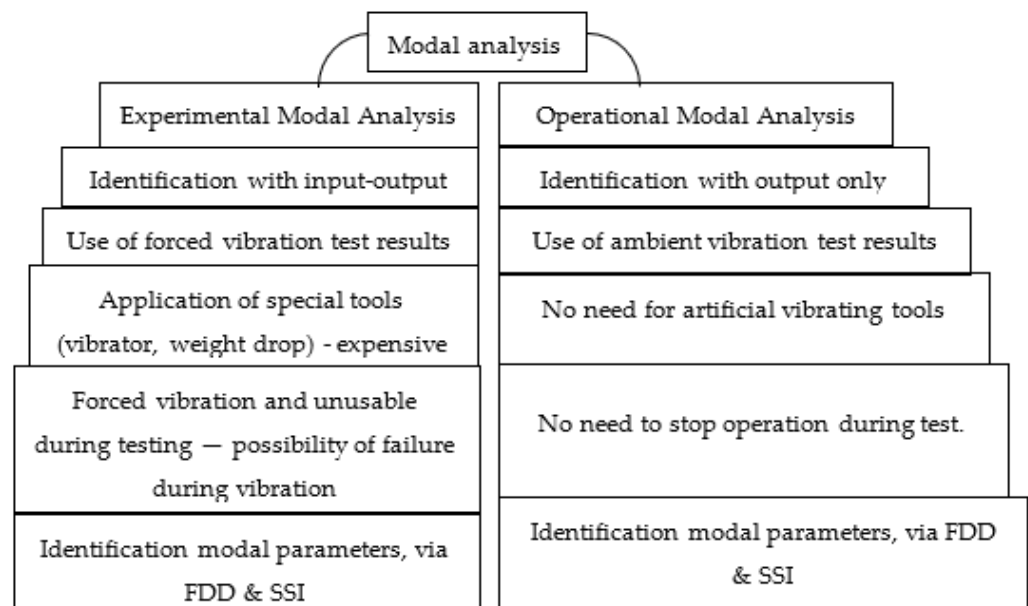 Modal analysis
Experimental Modal Analysis
Identification with input-output
Use of forced vibration test results
Application of special tools
(vibrator, weight drop) - expensive
Forced vibration and unusable
during testing — possibility of failure
during vibration
Identification modal parameters, via
FDD & SSI
Operational Modal Analysis
Identification with output only
Use of ambient vibration test results
No need for artificial vibrating tools
No need to stop operation during test.
Identification modal parameters, via FDD
& SSI